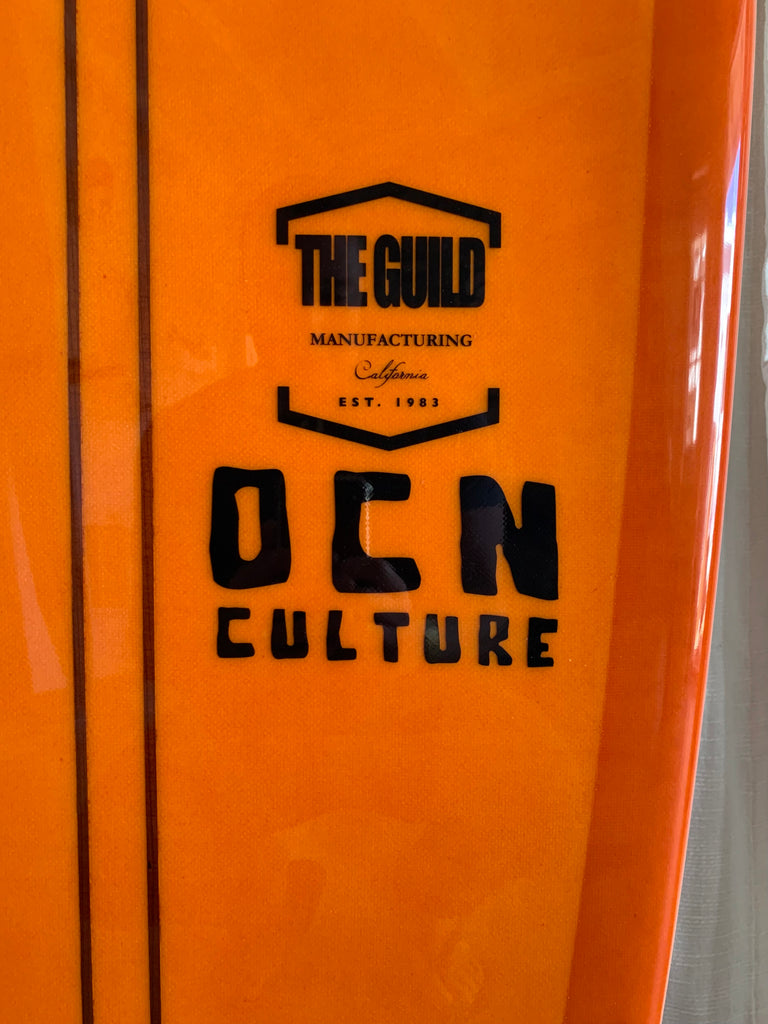 THE GUILD
MANUFACTURING
California
EST. 1983
OCN
CULTURE